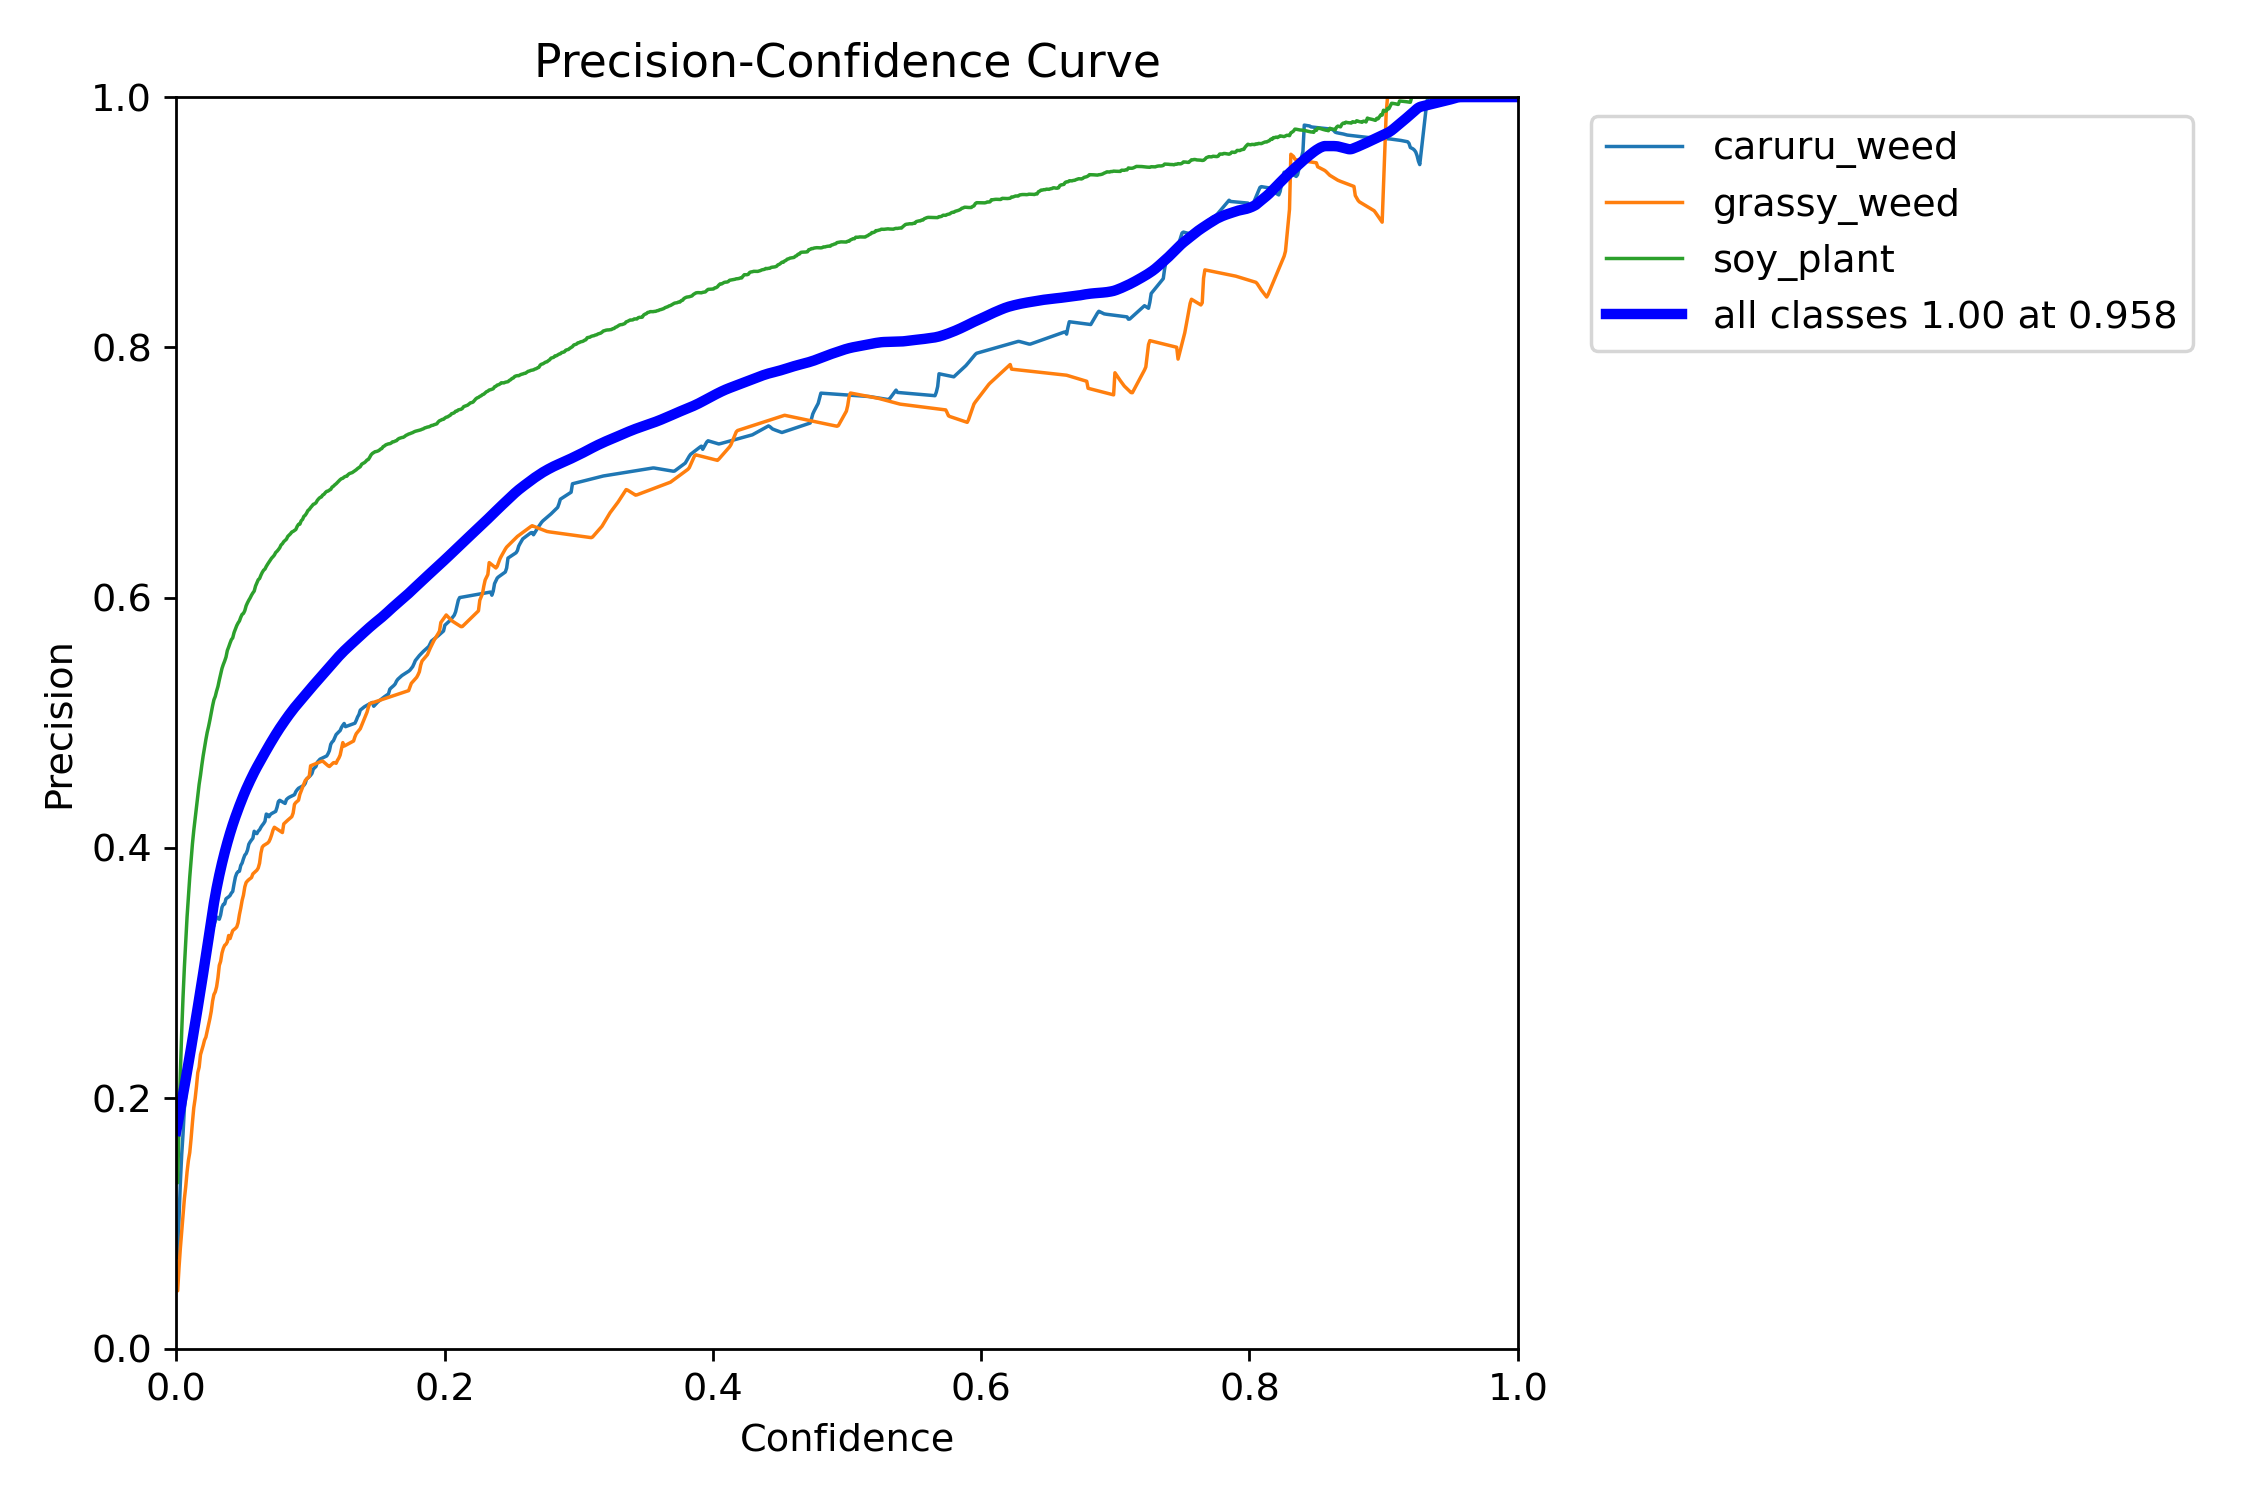 Precision-Confidence Curve
1.0
0.8
0.6
0.4
0.2
0.0
Precision
0.0 0.2 0.4 0.6 0.8 1.0
Confidence
caruru_weed
grassy_weed
soy_plant
all classes 1.00 at 0.958